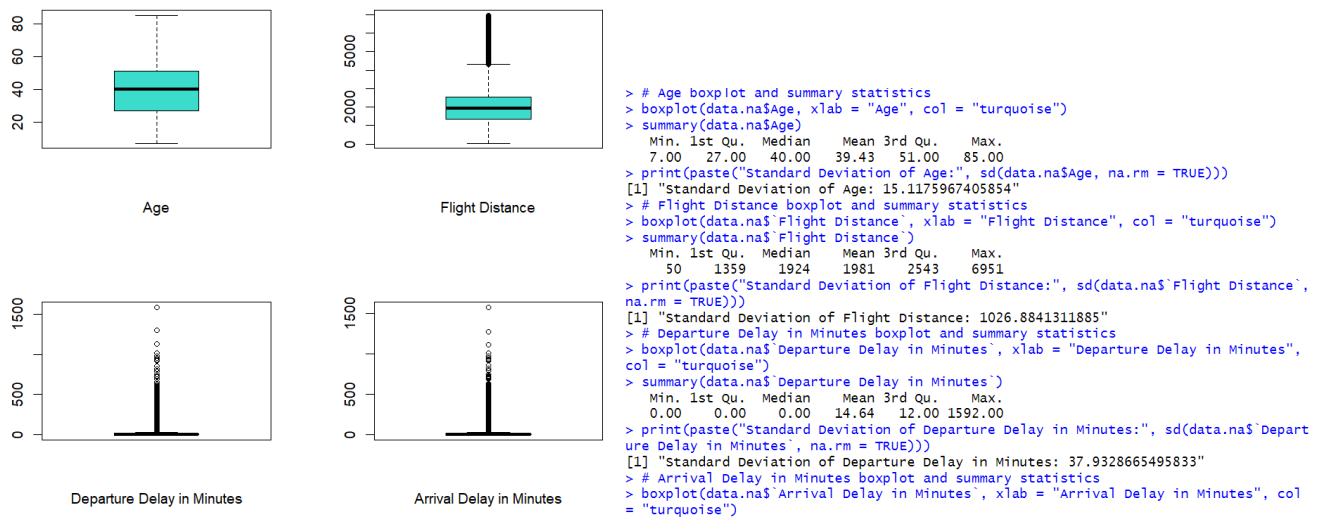 80
60
40
20
Age
5000
2000
0
Flight Distance
1500
500
0
Departure Delay in Minutes
1500
500
0
Arrival Delay in Minutes
> # Age boxplot and summary statistics
> boxplot(data.na$Age, xlab = "Age", col = "turquoise")
> summary(data.na$Age)
   Min. 1st Qu.  Median    Mean 3rd Qu.    Max.
   7.00   27.00   40.00   39.43   51.00   85.00
> print(paste("Standard Deviation of Age:", sd(data.na$Age, na.rm = TRUE)))
[1] "Standard Deviation of Age: 15.1175967405854"
> # Flight Distance boxplot and summary statistics
> boxplot(data.na$`Flight Distance`, xlab = "Flight Distance", col = "turquoise")
> summary(data.na$`Flight Distance`)
   Min. 1st Qu.  Median    Mean 3rd Qu.    Max.
     50    1359    1924    1981    2543    6951
> print(paste("Standard Deviation of Flight Distance:", sd(data.na$`Flight Distance`,
na.rm = TRUE)))
[1] "Standard Deviation of Flight Distance: 1026.8841311885"
> # Departure Delay in Minutes boxplot and summary statistics
> boxplot(data.na$`Departure Delay in Minutes`, xlab = "Departure Delay in Minutes",
col = "turquoise")
> summary(data.na$`Departure Delay in Minutes`)
   Min. 1st Qu.  Median    Mean 3rd Qu.    Max.
   0.00    0.00    0.00   14.64   12.00 1592.00
> print(paste("Standard Deviation of Departure Delay in Minutes:", sd(data.na$`Depart
ure Delay in Minutes`, na.rm = TRUE)))
[1] "Standard Deviation of Departure Delay in Minutes: 37.9328665495833"
> # Arrival Delay in Minutes boxplot and summary statistics
> boxplot(data.na$`Arrival Delay in Minutes`, xlab = "Arrival Delay in Minutes", col
= "turquoise")